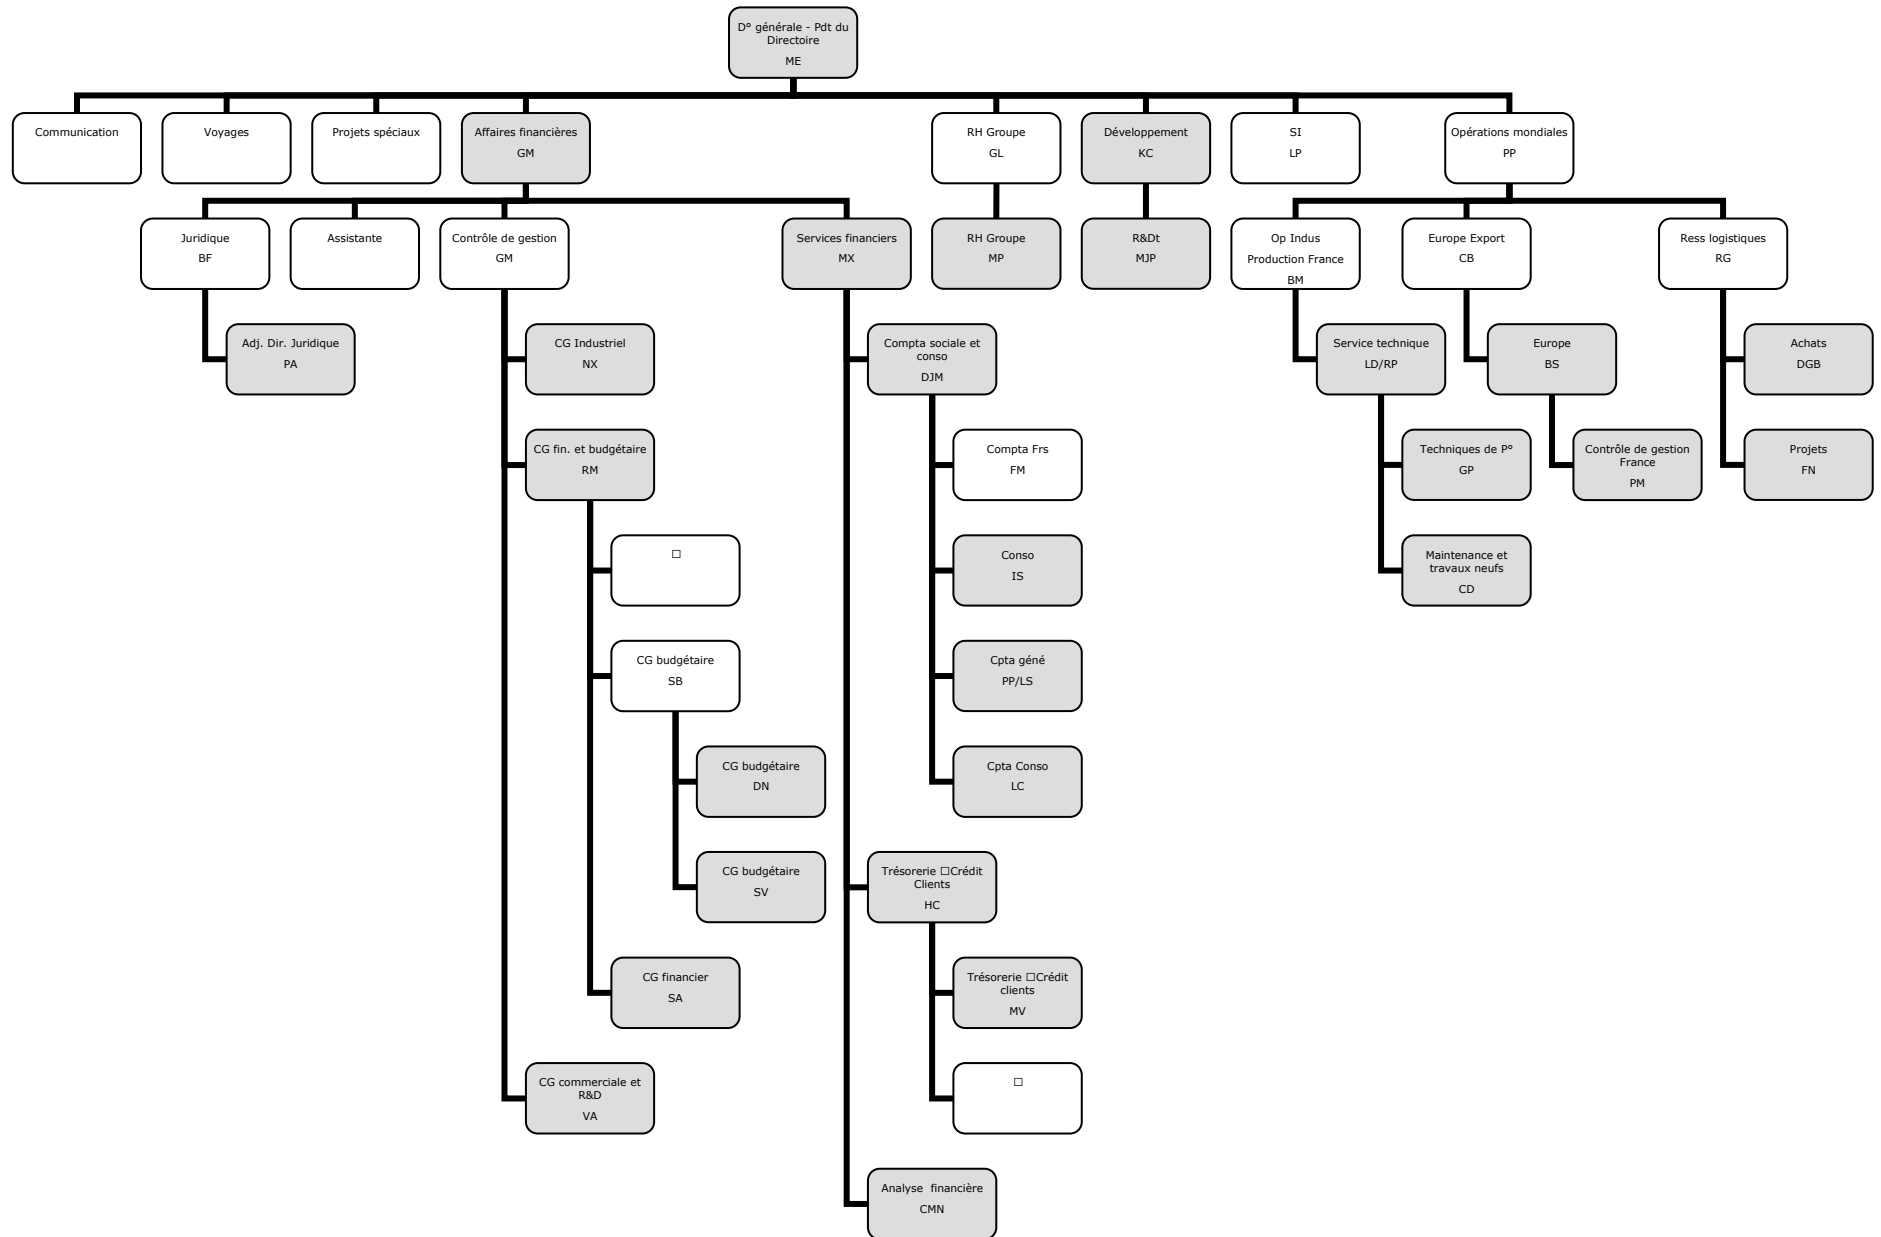 D° générale - Pdt du
Directoire
ME
Communication
Voyages
Projets spéciaux
Affaires financières
GM
RH Groupe
GL
Développement
KC
SI
LP
Opérations mondiales
PP
Juridique
BF
Assistante
Contrôle de gestion
GM
Services financiers
MX
RH Groupe
MP
R&Dt
MJP
Op Indus
Production France
BM
Europe Export
CB
Ress logistiques
RG
Adj. Dir. Juridique
PA
CG Industriel
NX
Compta sociale et
conso
DJM
Service technique
LD/RP
Europe
BS
Achats
DGB
CG fin. et budgétaire
RM
Compta Frs
FM
Techniques de P°
GP
Contrôle de gestion
France
PM
Projets
FN
□
Conso
IS
Maintenance et
travaux neufs
CD
CG budgétaire
SB
Cpta géné
PP/LS
CG budgétaire
DN
Cpta Conso
LC
CG budgétaire
SV
Trésorerie □Crédit
Clients
HC
CG financier
SA
Trésorerie □Crédit
clients
MV
CG commerciale et
R&D
VA
□
Analyse  financière
CMN